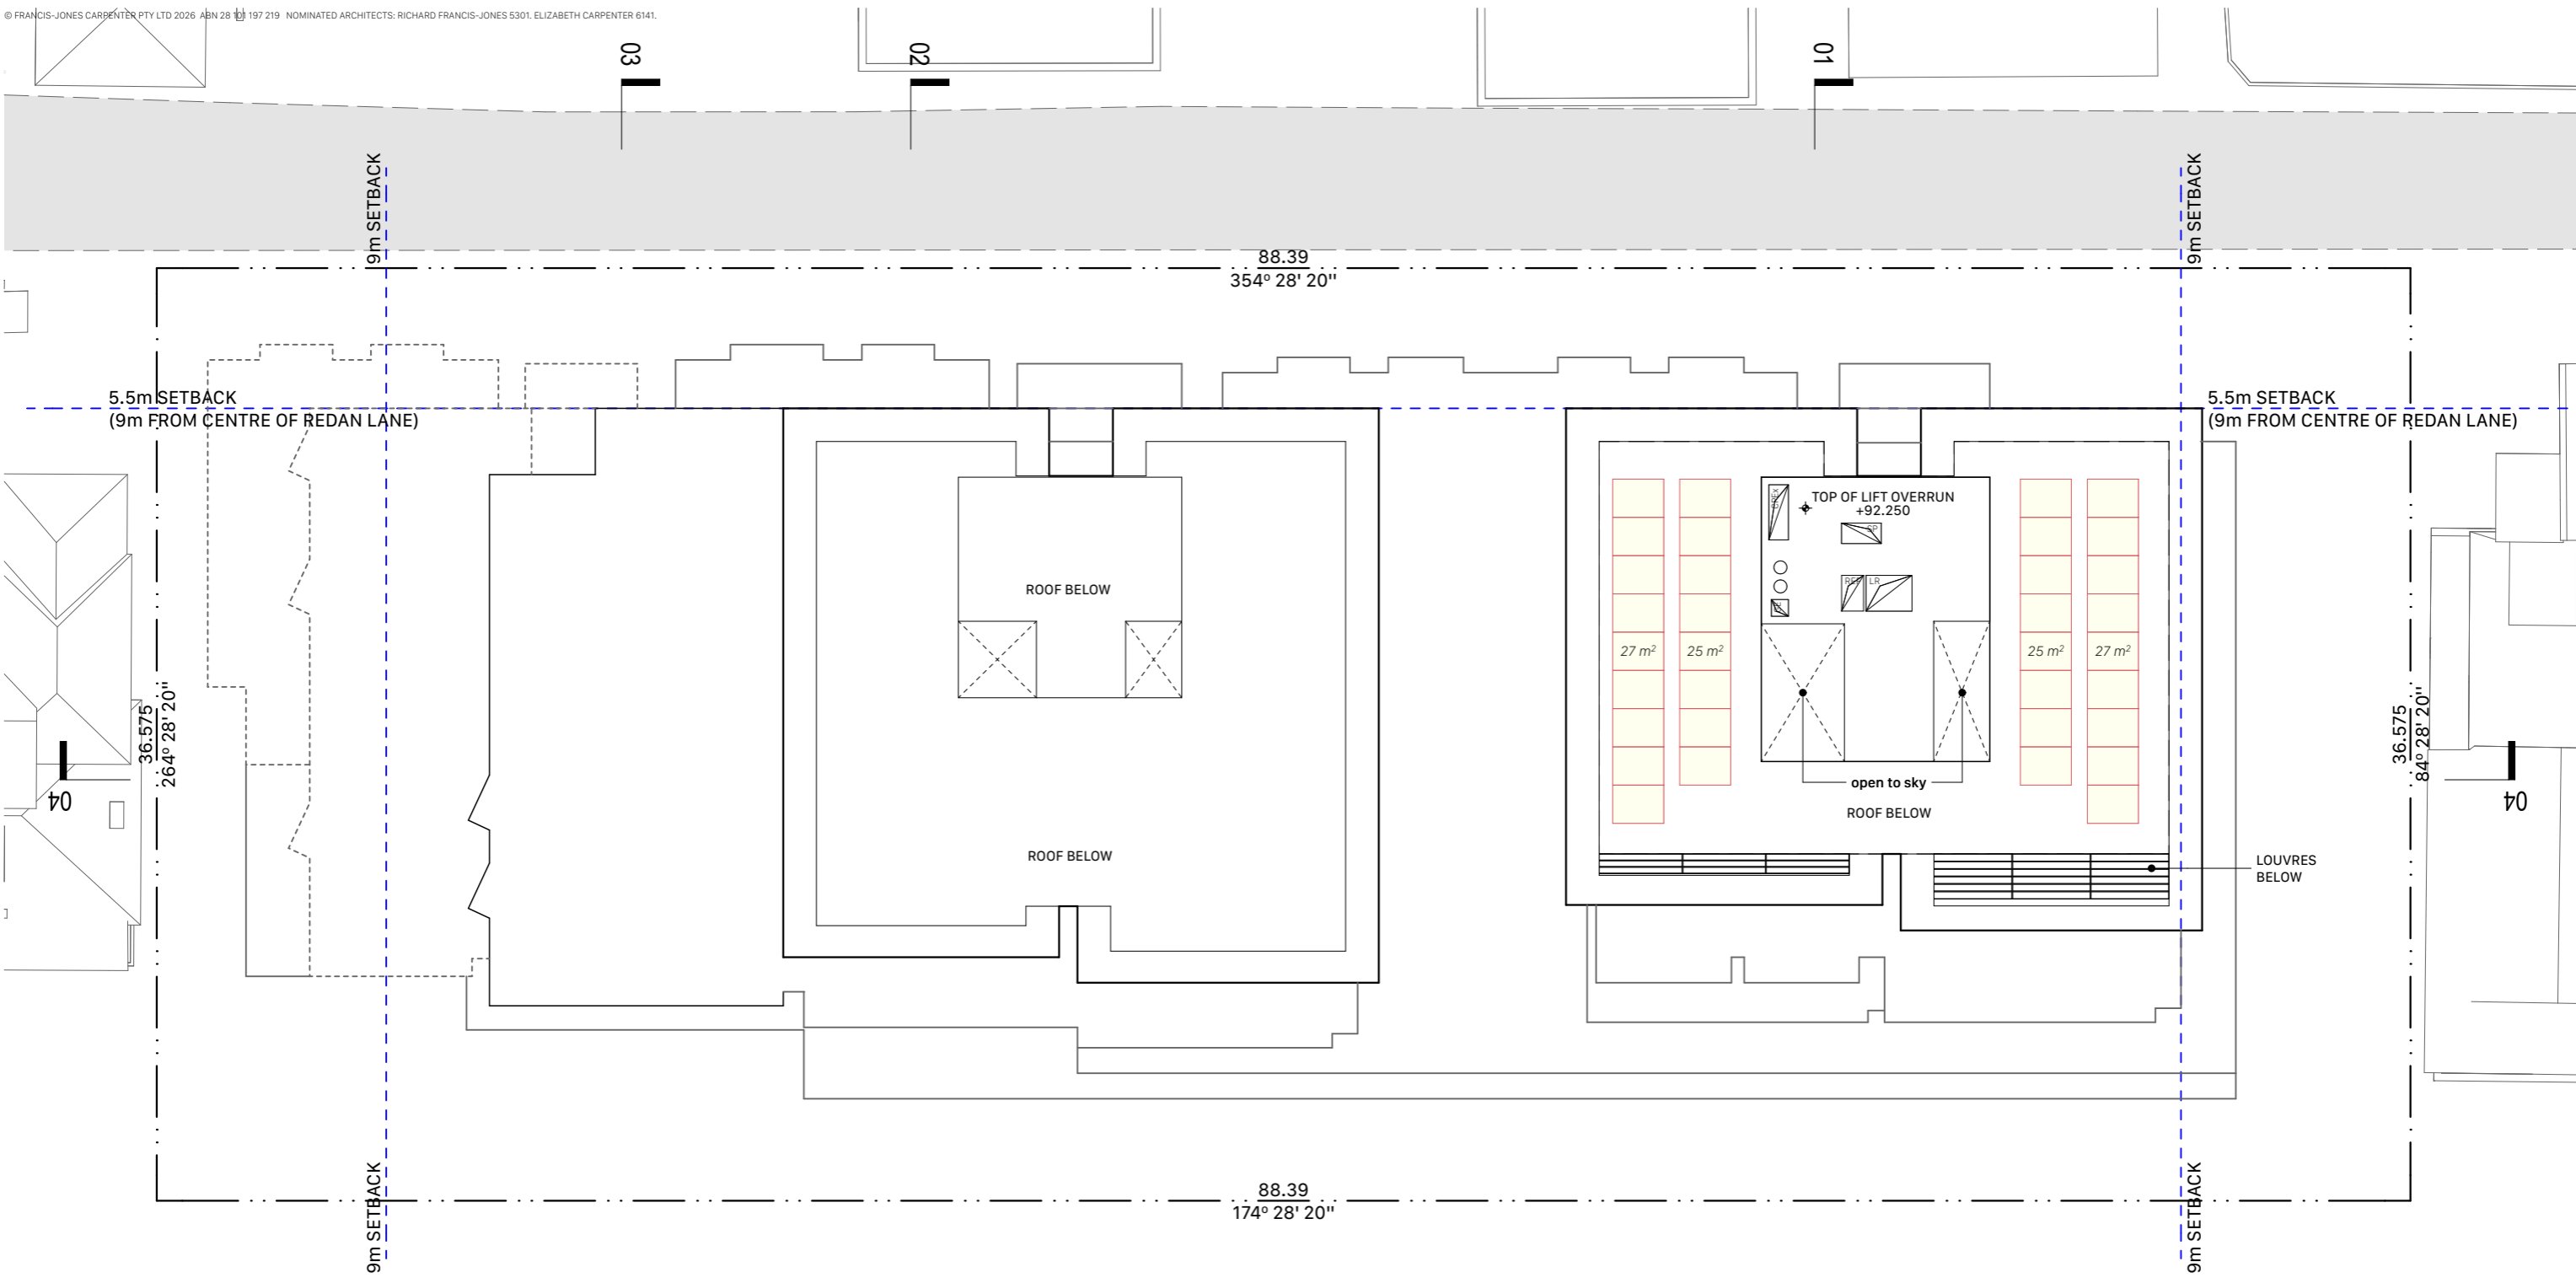 © FRANCIS-JONES CARPENTER PTY LTD 2026 ABN 28 101 197 219 NOMINATED ARCHITECTS: RICHARD FRANCIS-JONES 5301. ELIZABETH CARPENTER 6141.
03
02
01
9m SETBACK
9m SETBACK
88.39
354° 28' 20"
5.5m SETBACK
(9m FROM CENTRE OF REDAN LANE)
5.5m SETBACK
(9m FROM CENTRE OF REDAN LANE)
TOP OF LIFT OVERRUN
+92.250
LR
ROOF BELOW
27 m²
25 m²
25 m²
27 m²
36.575
264° 28' 20"
36.575
84° 28' 20"
04
04
open to sky
ROOF BELOW
ROOF BELOW
LOUVRES
BELOW
88.39
174° 28' 20"
9m SETBACK
9m SETBACK